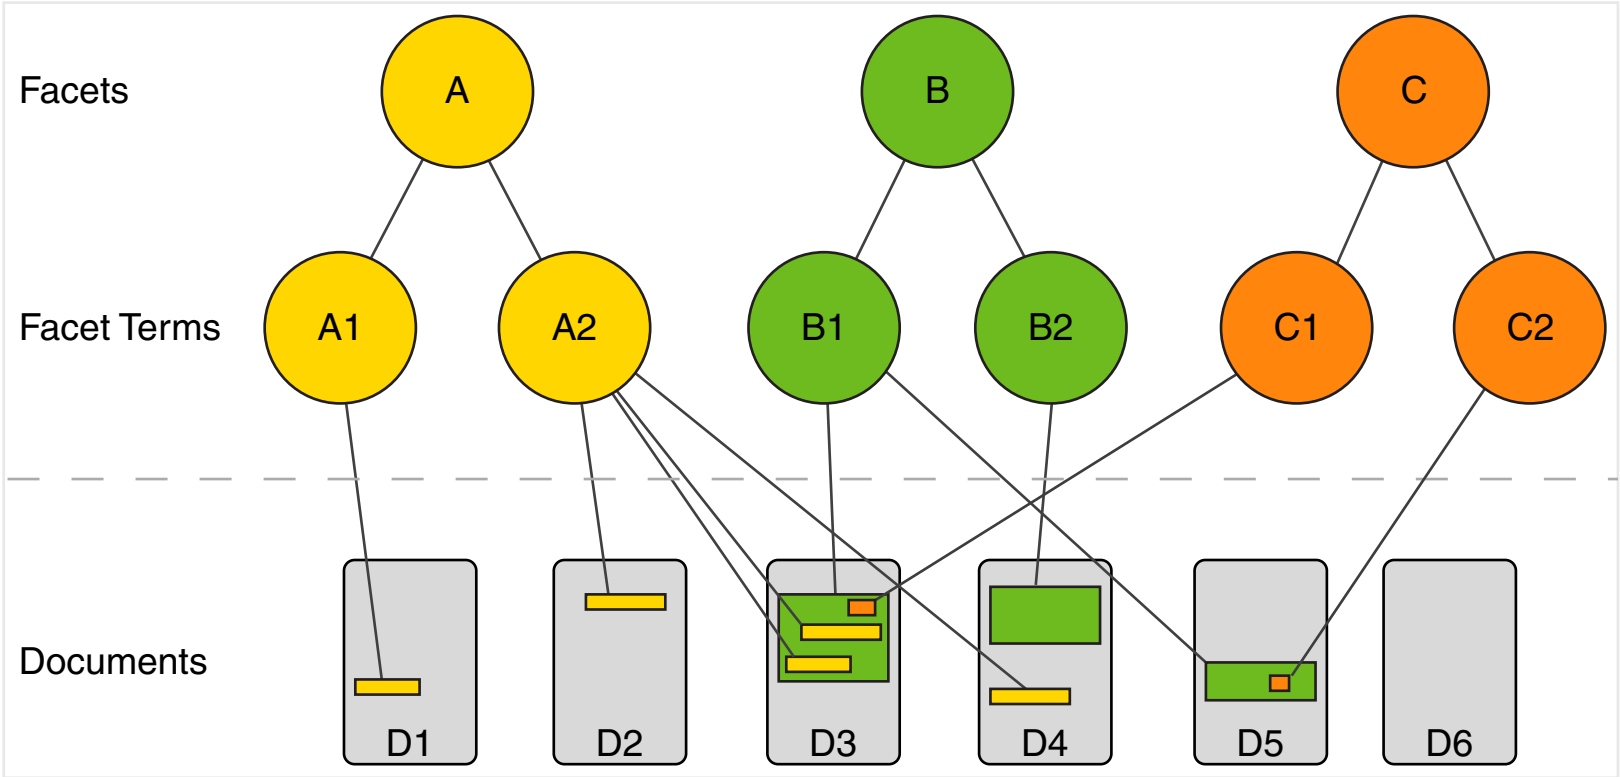 Facets
A
B
C
Facet Terms
A1
A2
B1
B2
C1
C2
Documents
D1
D2
D3
D4
D5
D6